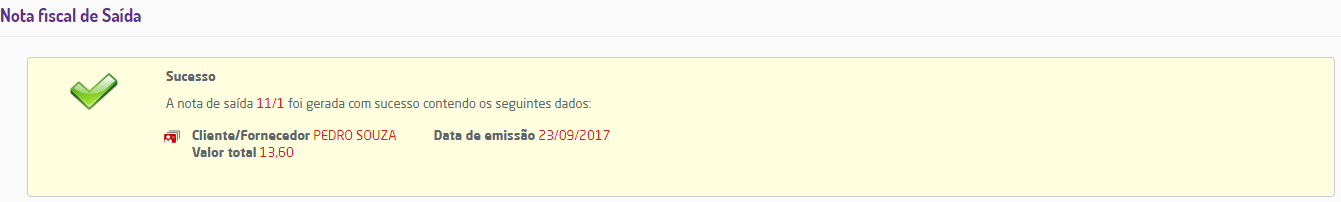 Nota fiscal de Saída
Sucesso
A nota de saída 11/1 foi gerada com sucesso contendo os seguintes dados:
Cliente/Fornecedor PEDRO SOUZA Data de emissão 23/09/2017
Valor total 13,60